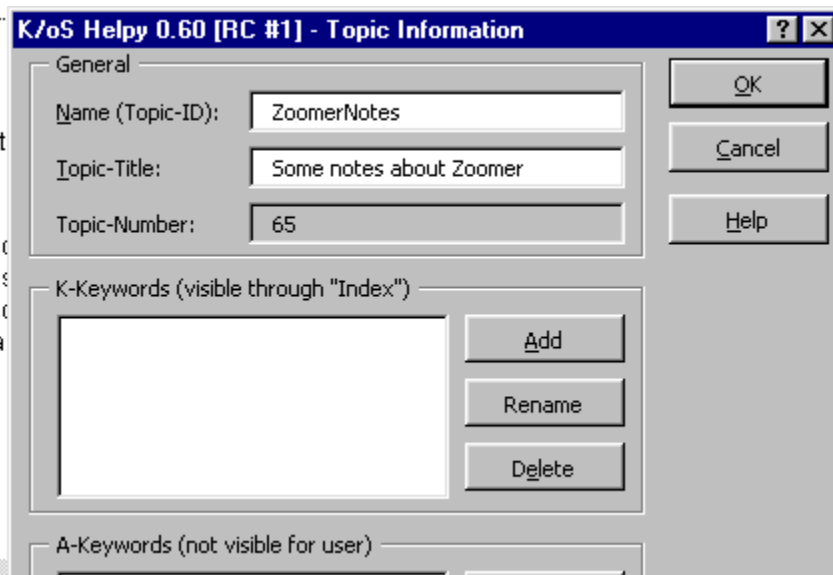 K/oS Helpy 0.60 [RC #1] - Topic Information
General
Name (Topic-ID): ZoomerNotes
Topic-Title: Some notes about Zoomer
Topic-Number: 65
OK
Cancel
Help
K-Keywords (visible through "Index")
Add
Rename
Delete
A-Keywords (not visible for user)